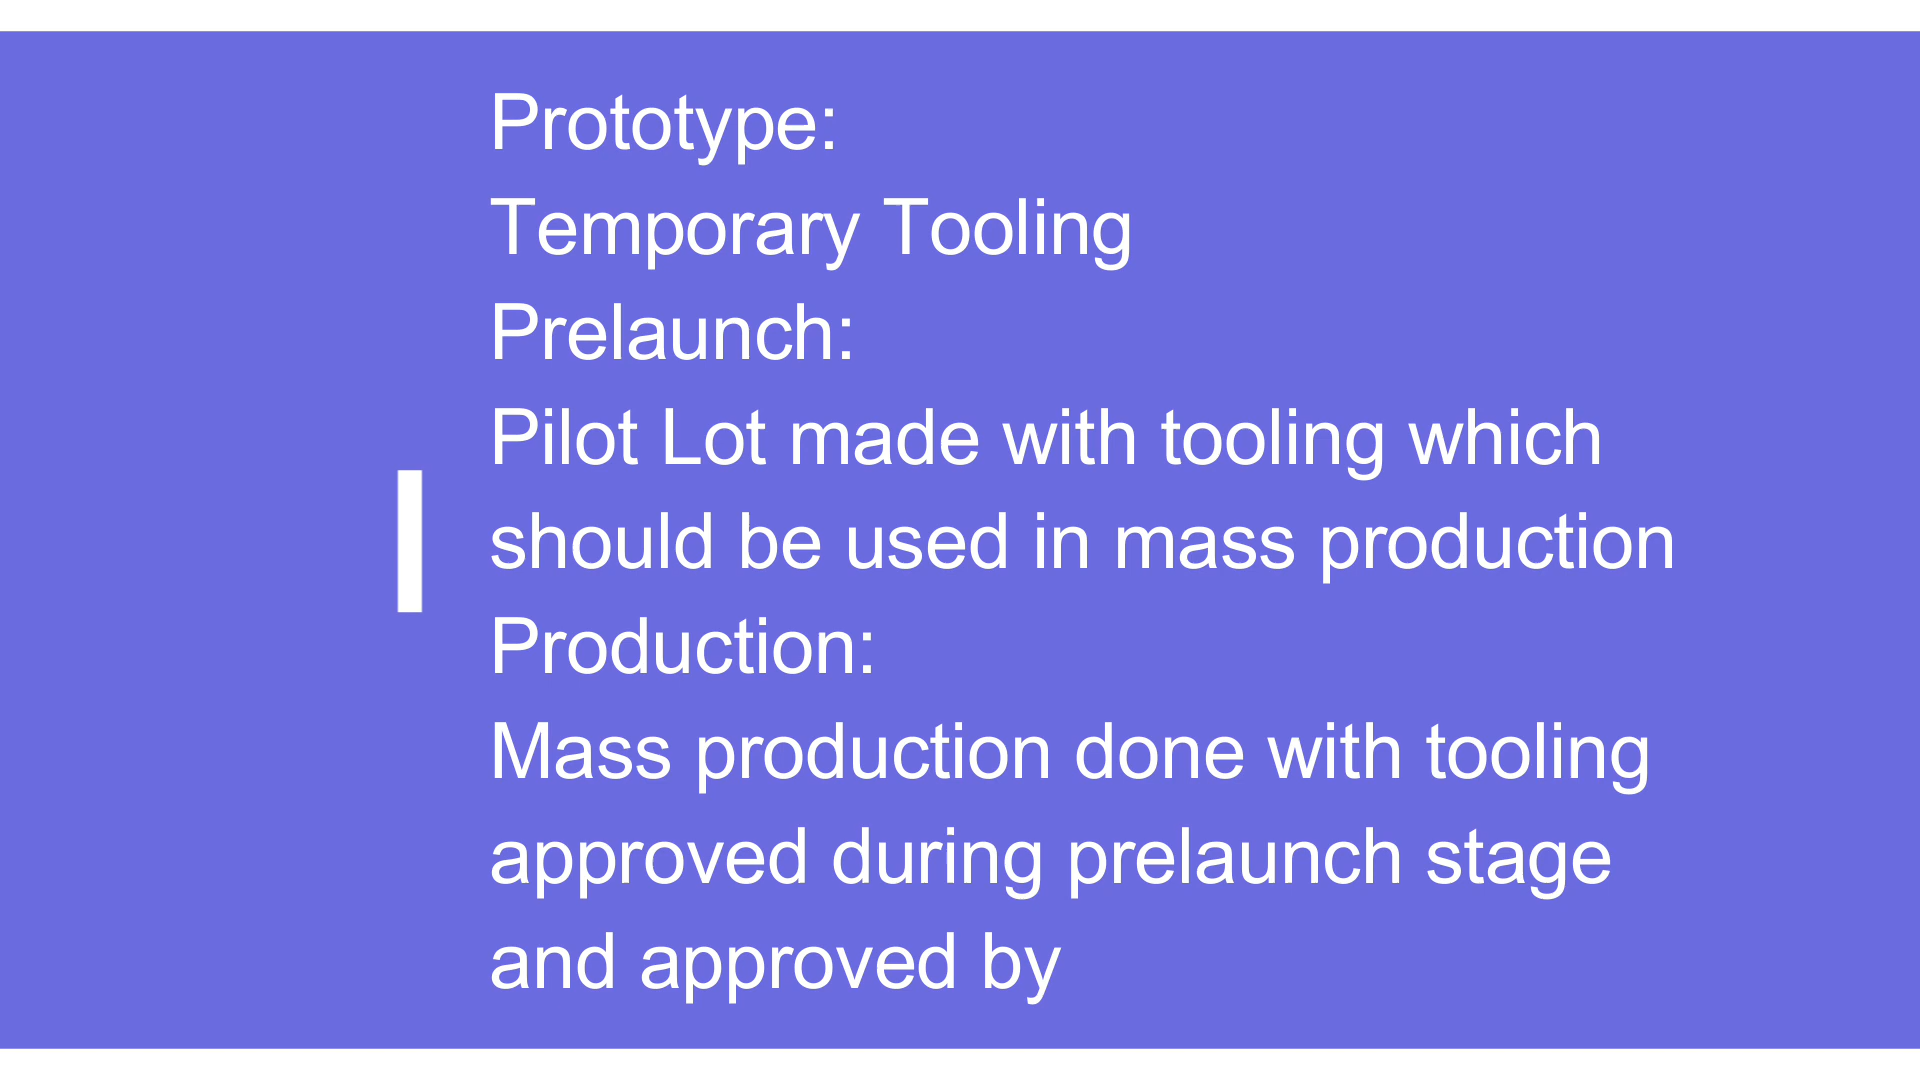 Prototype:
Temporary Tooling
Prelaunch:
Pilot Lot made with tooling which
should be used in mass production
Production:
Mass production done with tooling
approved during prelaunch stage
and approved by